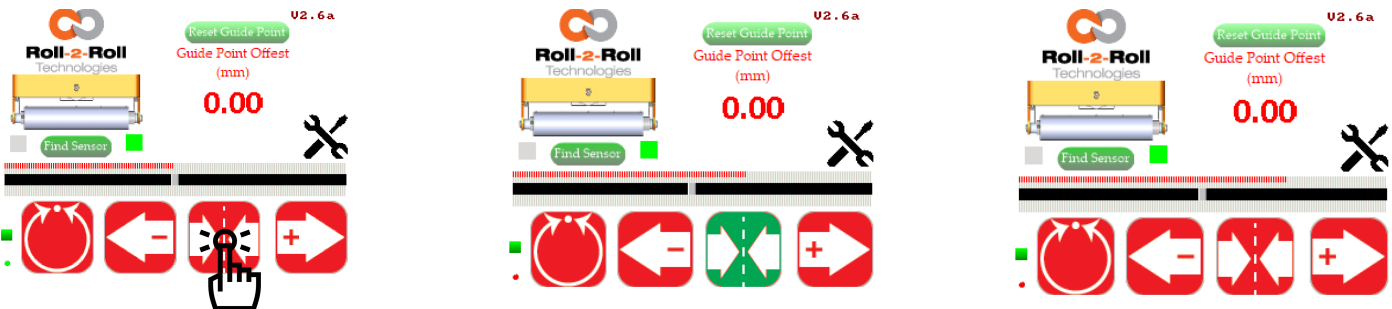 V2.6a
Reset Guide Point
Roll-2-Roll
Technologies
Guide Point Offest
(mm)
0.00
Find Sensor
−
+
V2.6a
Reset Guide Point
Roll-2-Roll
Technologies
Guide Point Offest
(mm)
0.00
Find Sensor
−
+
V2.6a
Reset Guide Point
Roll-2-Roll
Technologies
Guide Point Offest
(mm)
0.00
Find Sensor
−
+